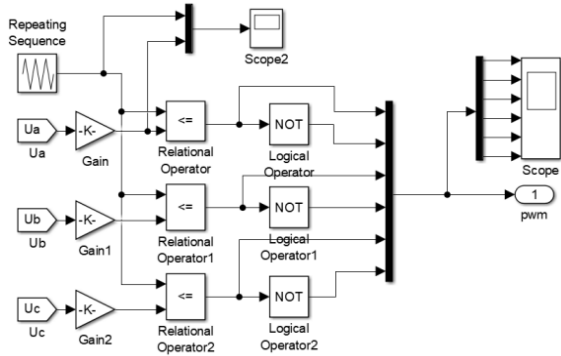 Repeating
Sequence
Scope2
Ua
Ua
-K-
Gain
<=
Relational
Operator
NOT
Logical
Operator
Scope
1
pwm
Ub
Ub
-K-
Gain1
<=
Relational
Operator1
NOT
Logical
Operator1
Uc
Uc
-K-
Gain2
<=
Relational
Operator2
NOT
Logical
Operator2